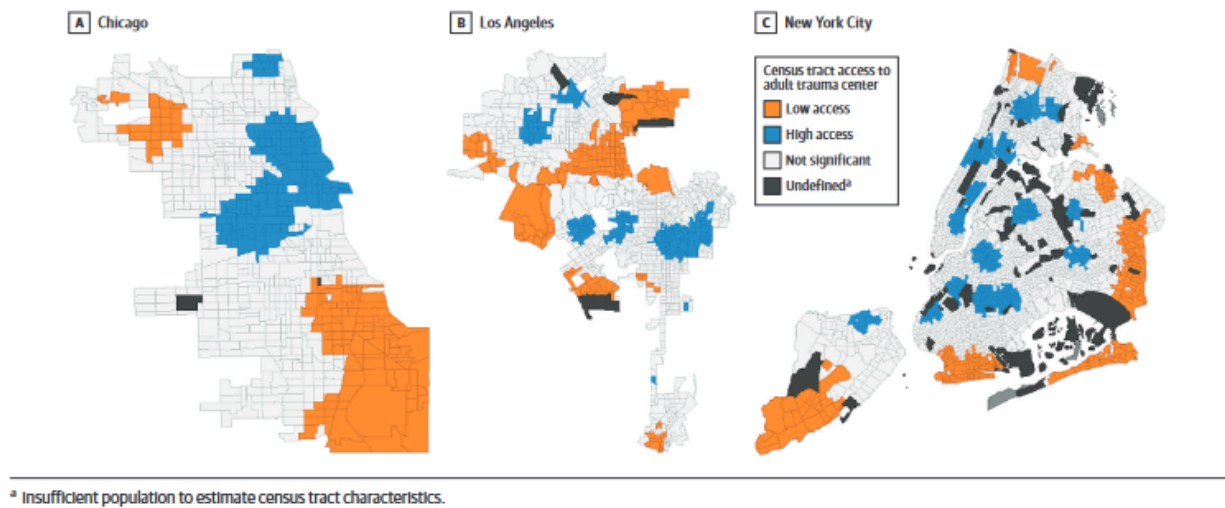 A Chicago
B Los Angeles
C New York City
Census tract access to
adult trauma center
Low access
High access
Not significant
Undefinedᵃ
ᵃ Insufficient population to estimate census tract characteristics.